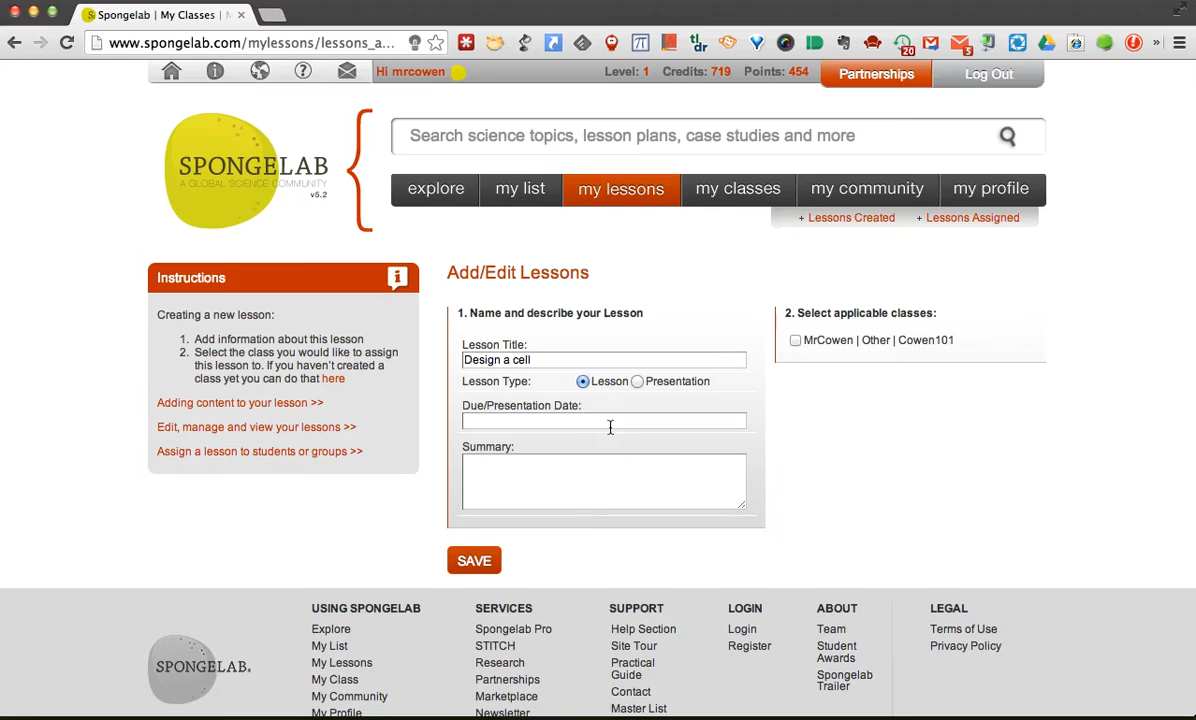 Spongelab | My Classes | M
www.spongelab.com/mylessons/lessons_a...
tl;dr
20
5
Hi mrcowen
Level: 1 Credits: 719 Points: 454
Partnerships
Log Out
SPONGELAB
A GLOBAL SCIENCE COMMUNITY
v5.2
Search science topics, lesson plans, case studies and more
explore my list my lessons my classes my community my profile
+ Lessons Created + Lessons Assigned
Instructions
Creating a new lesson:
1. Add information about this lesson
2. Select the class you would like to assign
this lesson to. If you haven't created a
class yet you can do that here
Adding content to your lesson >>
Edit, manage and view your lessons >>
Assign a lesson to students or groups >>
Add/Edit Lessons
1. Name and describe your Lesson
Lesson Title:
Design a cell
Lesson Type: Lesson Presentation
Due/Presentation Date:
Summary:
SAVE
2. Select applicable classes:
MrCowen | Other | Cowen101
SPONGELAB.
USING SPONGELAB
Explore
My List
My Lessons
My Class
My Community
My Profile
SERVICES
Spongelab Pro
STITCH
Research
Partnerships
Marketplace
Newsletter
SUPPORT
Help Section
Site Tour
Practical
Guide
Contact
Master List
LOGIN
Login
Register
ABOUT
Team
Student
Awards
Spongelab
Trailer
LEGAL
Terms of Use
Privacy Policy